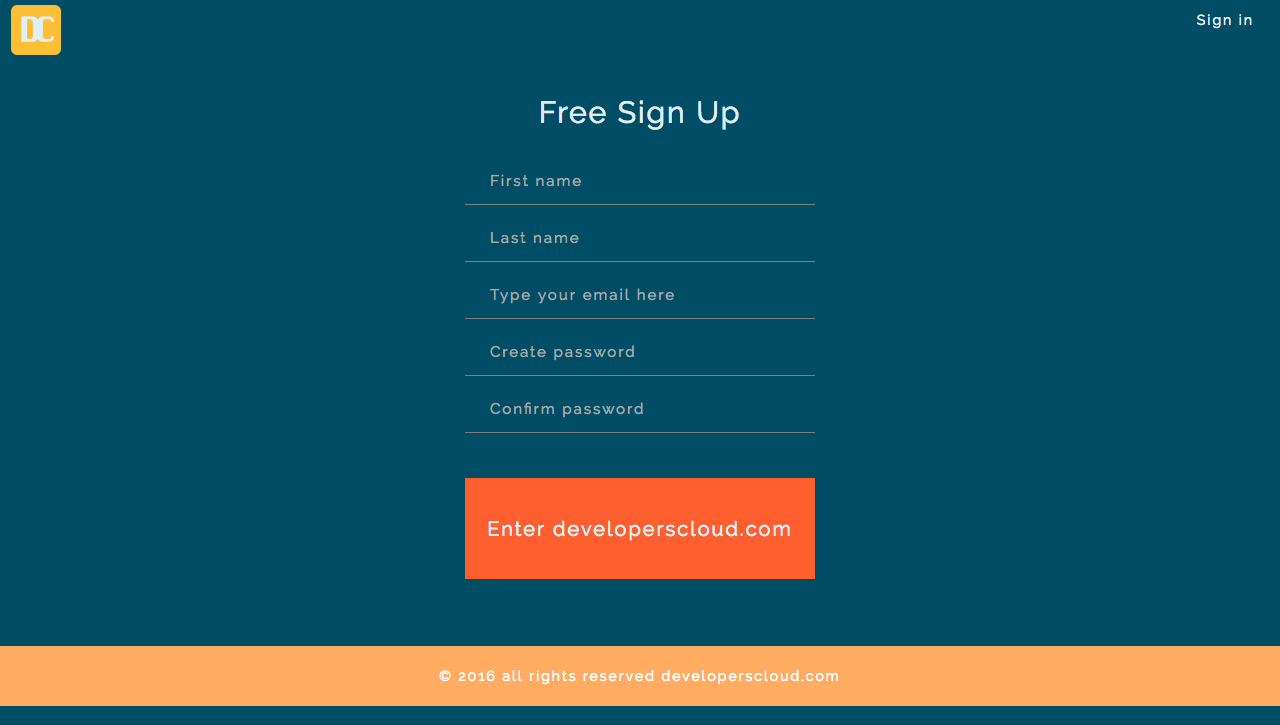 DC
Sign in
Free Sign Up
First name
Last name
Type your email here
Create password
Confirm password
Enter developerscloud.com
© 2016 all rights reserved developerscloud.com